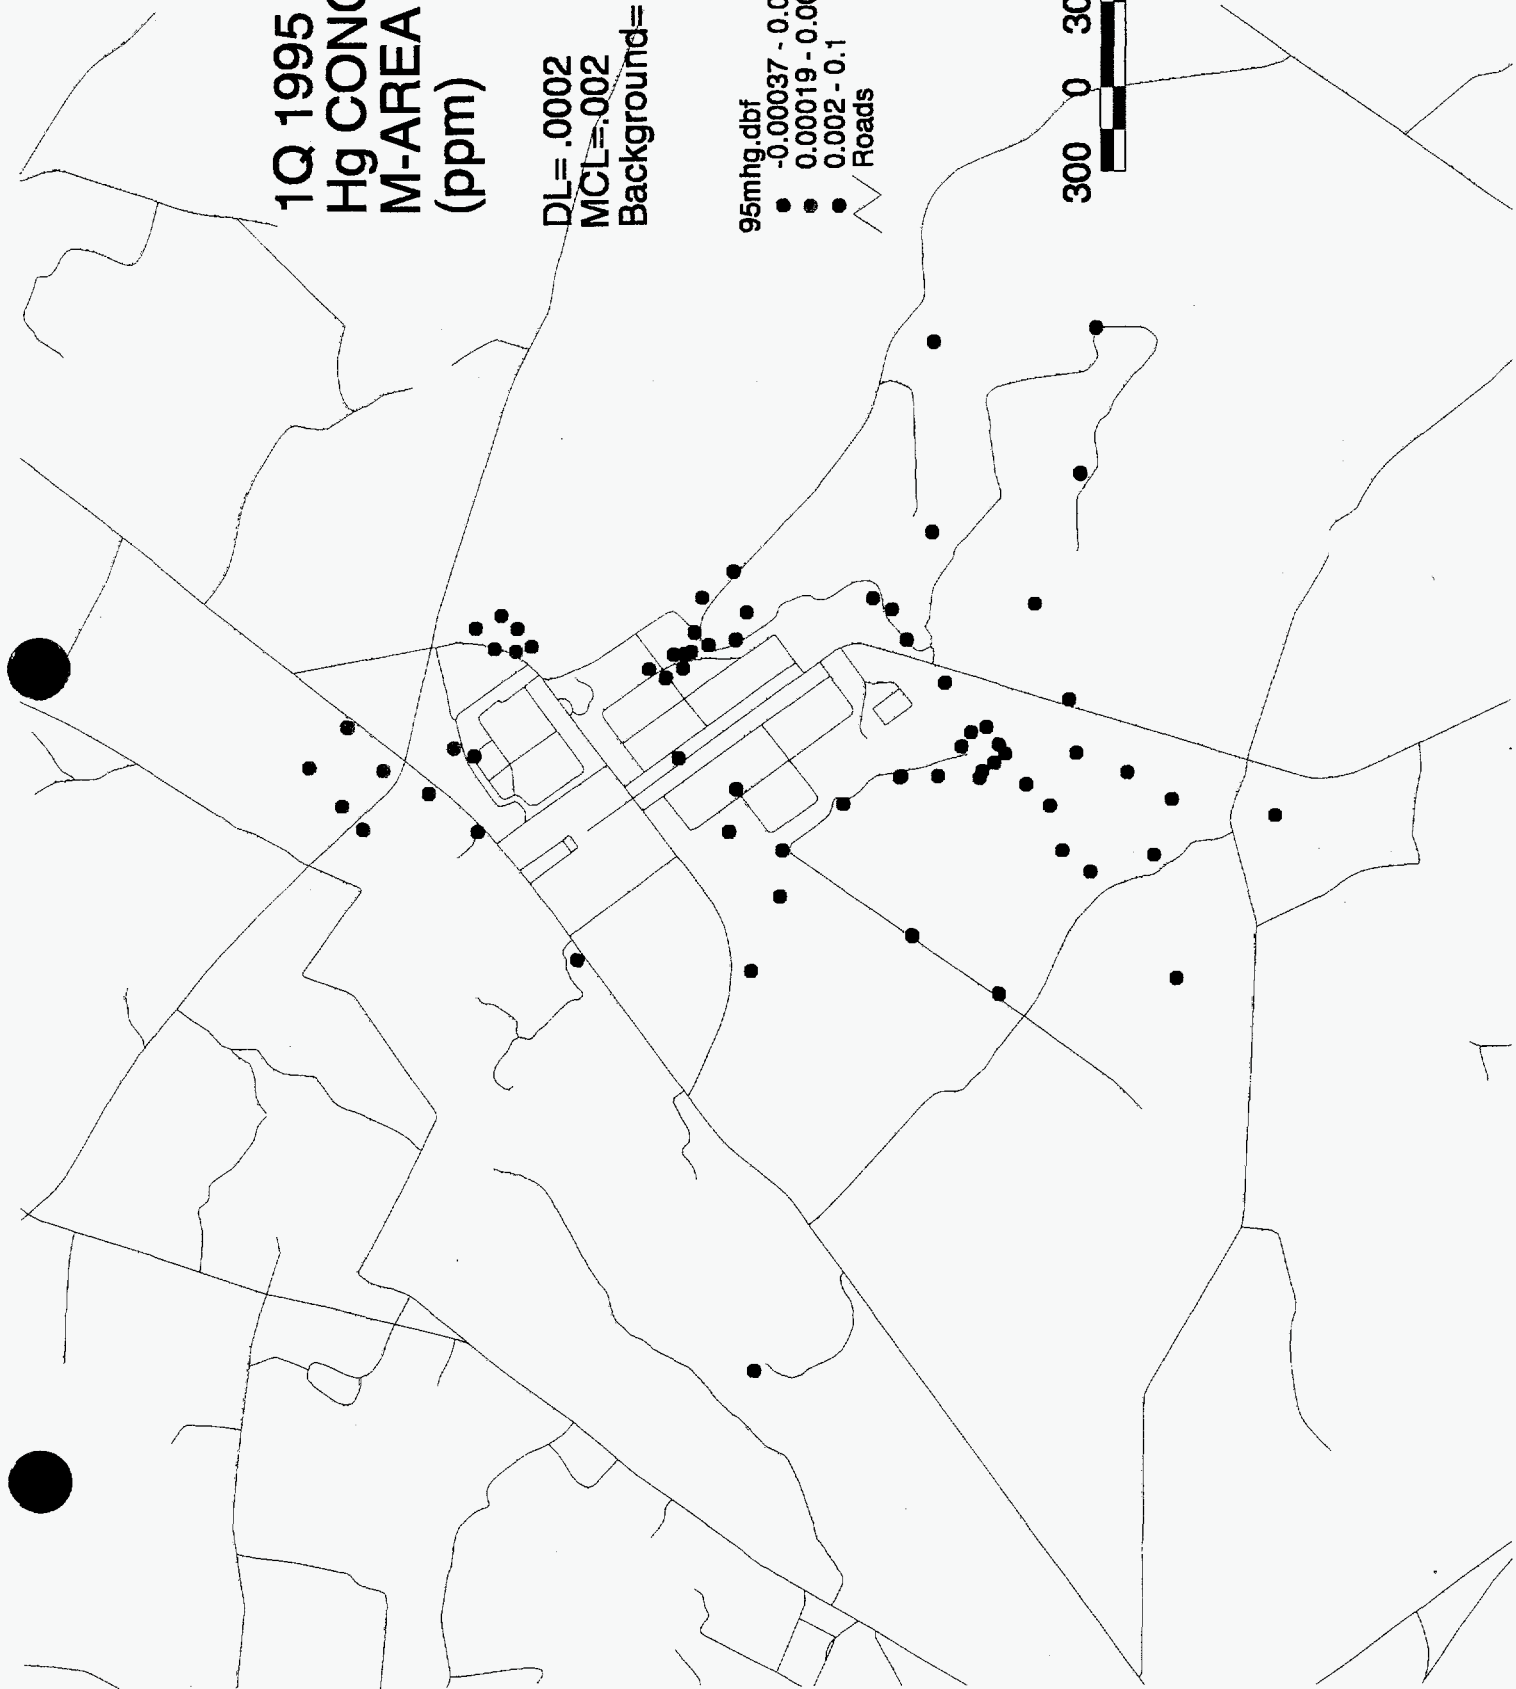 1Q 1995
Hg CONC
M-AREA
(ppm)
DL= .0002
MCL=.002
Background=
95mhg.dbf
-0.00037 - 0.0
0.00019 - 0.00
0.002 - 0.1
Roads
300 0 30